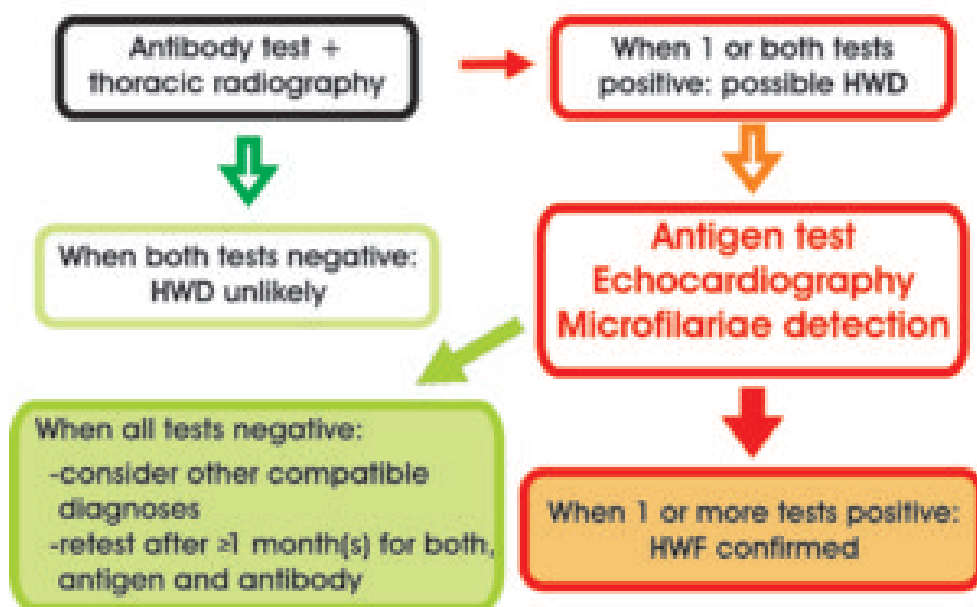 Antibody test +
thoracic radiography
When 1 or both tests
positive: possible HWD
When both tests negative:
HWD unlikely
Antigen test
Echocardiography
Microfilariae detection
When all tests negative:
-consider other compatible
diagnoses
-retest after ≥1 month(s) for both,
antigen and antibody
When 1 or more tests positive:
HWF confirmed